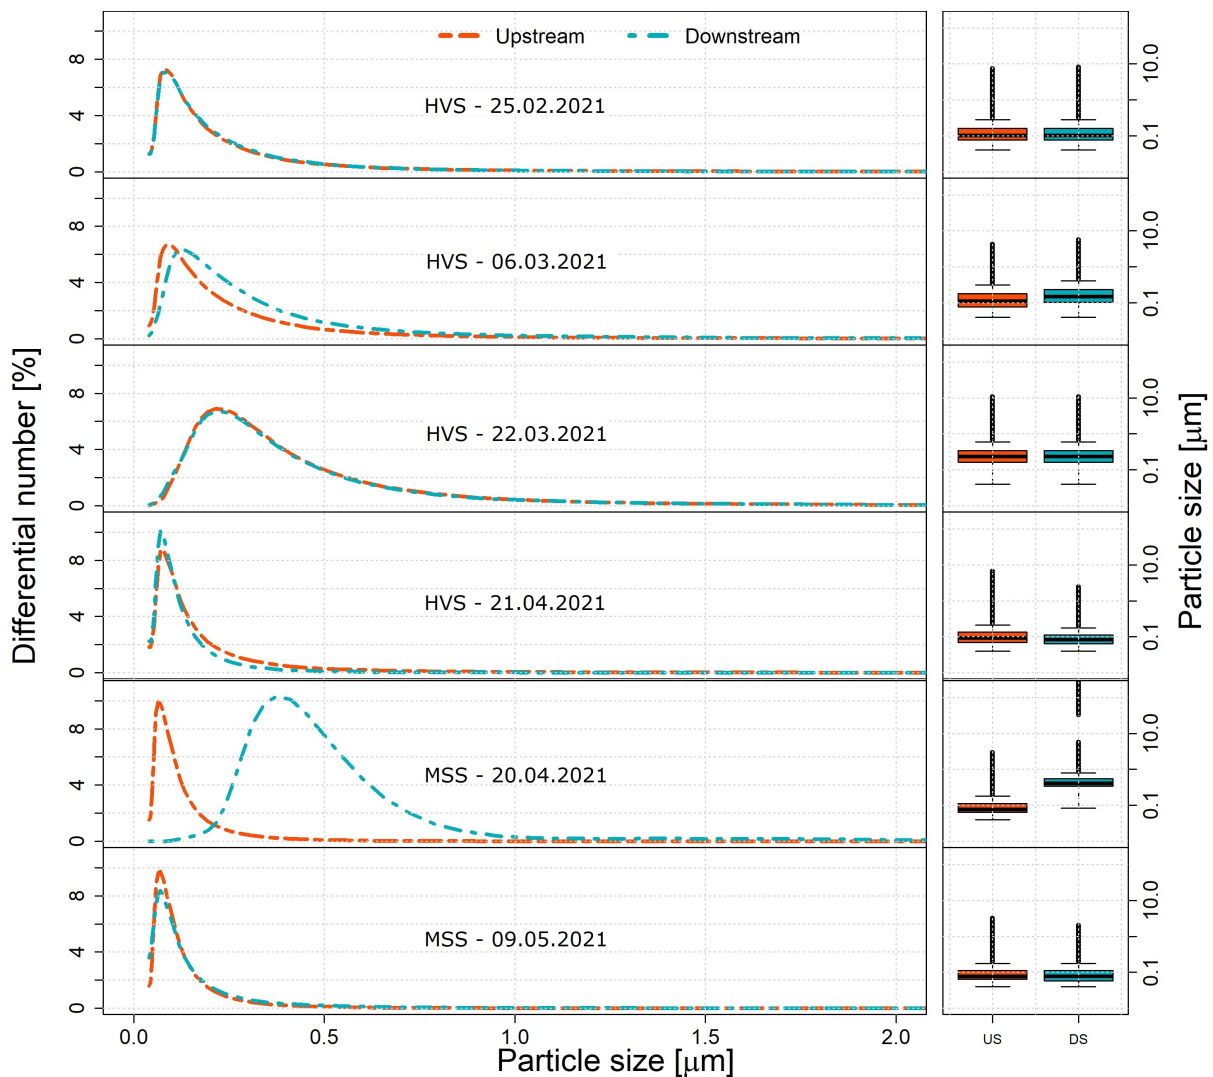 Upstream Downstream
8
4
0
HVS - 25.02.2021
10.0
0.1
8
4
0
HVS - 06.03.2021
10.0
0.1
8
4
0
HVS - 22.03.2021
10.0
0.1
8
4
0
HVS - 21.04.2021
10.0
0.1
8
4
0
MSS - 20.04.2021
10.0
0.1
8
4
0
MSS - 09.05.2021
10.0
0.1
Differential number [%]
Particle size [μm]
0.0 0.5 1.0 1.5 2.0
US DS
Particle size [μm]